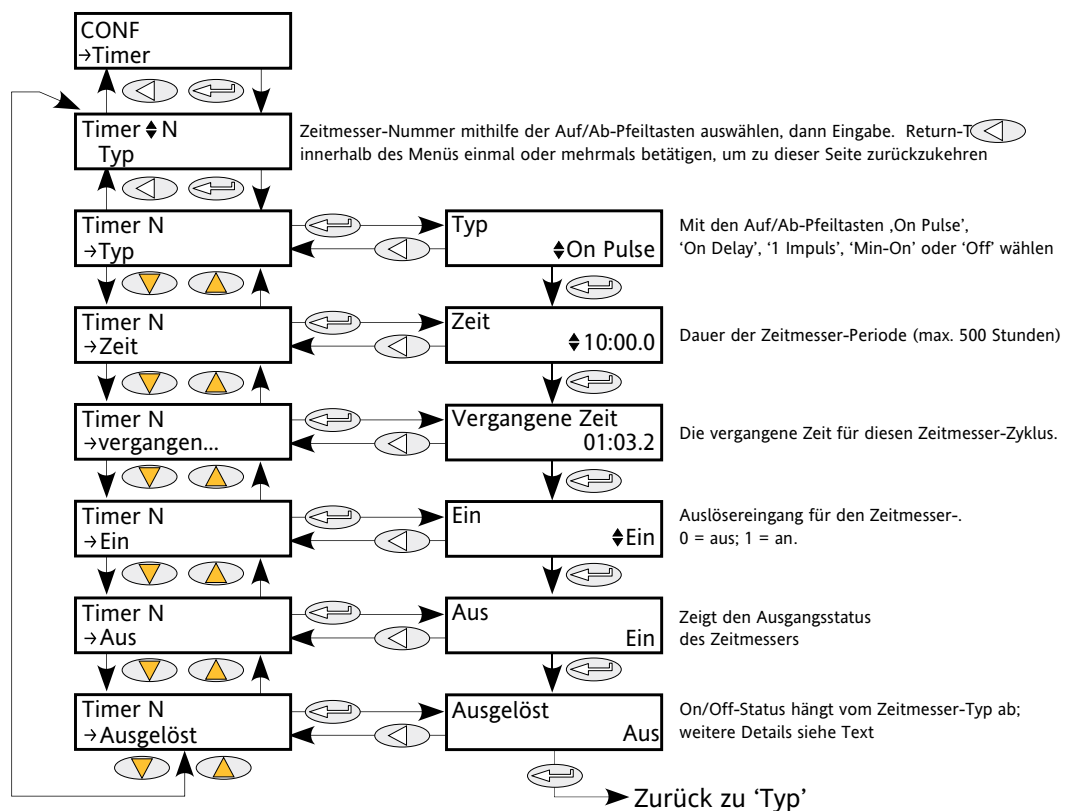 CONF
→Timer
Timer♦N
Typ
Zeitmesser-Nummer mithilfe der Auf/Ab-Pfeiltasten auswählen, dann Eingabe. Return-T
innerhalb des Menüs einmal oder mehrmals betätigen, um zu dieser Seite zurückzukehren
Timer N
→Typ
Typ
♦On Pulse
Mit den Auf/Ab-Pfeiltasten ‚On Pulse',
‘On Delay’, ‘1 Impuls’, ‘Min-On’ oder ‘Off’ wählen
Timer N
→Zeit
Zeit
♦10:00.0
Dauer der Zeitmesser-Periode (max. 500 Stunden)
Timer N
→vergangen...
Vergangene Zeit
01:03.2
Die vergangene Zeit für diesen Zeitmesser-Zyklus.
Timer N
→Ein
Ein
♦Ein
Auslösereingang für den Zeitmesser-.
0 = aus; 1 = an.
Timer N
→Aus
Aus
Ein
Zeigt den Ausgangsstatus
des Zeitmessers
Timer N
→Ausgelöst
Ausgelöst
Aus
On/Off-Status hängt vom Zeitmesser-Typ ab;
weitere Details siehe Text
Zurück zu ‘Typ’